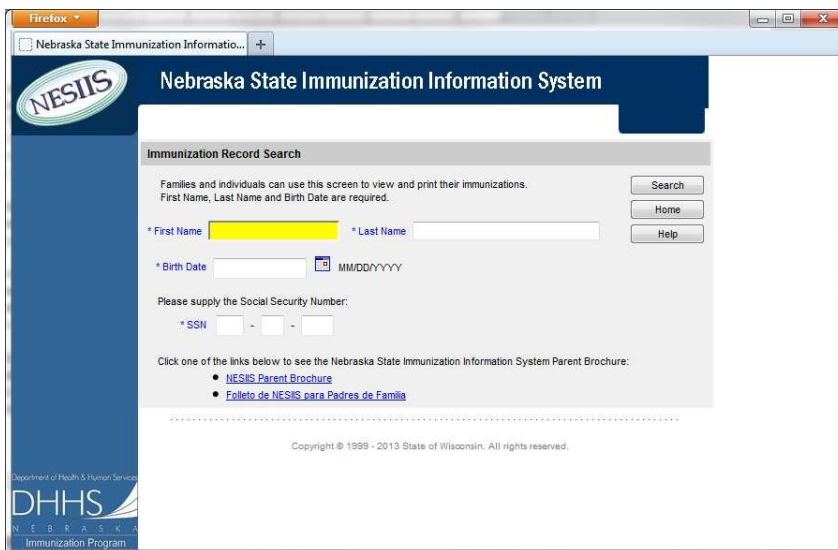 Firefox
Nebraska State Immunization Informatio...
NESIIS
Nebraska State Immunization Information System
Immunization Record Search
Families and individuals can use this screen to view and print their immunizations.
First Name, Last Name and Birth Date are required.
Search
Home
Help
* First Name * Last Name
* Birth Date MM/DD/YYYY
Please supply the Social Security Number:
* SSN - -
Click one of the links below to see the Nebraska State Immunization Information System Parent Brochure:
• NESIIS Parent Brochure
• Folleto de NESIIS para Padres de Familia
Copyright © 1999 - 2013 State of Wisconsin. All rights reserved.
Department of Health & Human Services
DHHS
NEBRASKA
Immunization Program